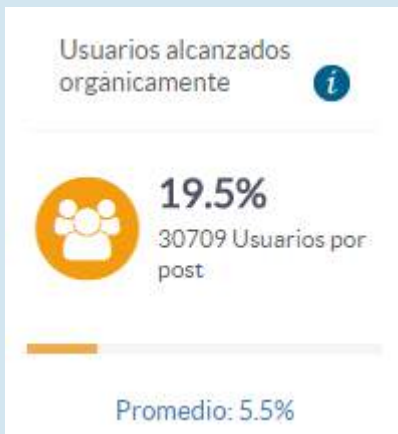 Usuarios alcanzados
orgánicamente
i
19.5%
30709 Usuarios por
post
Promedio: 5.5%